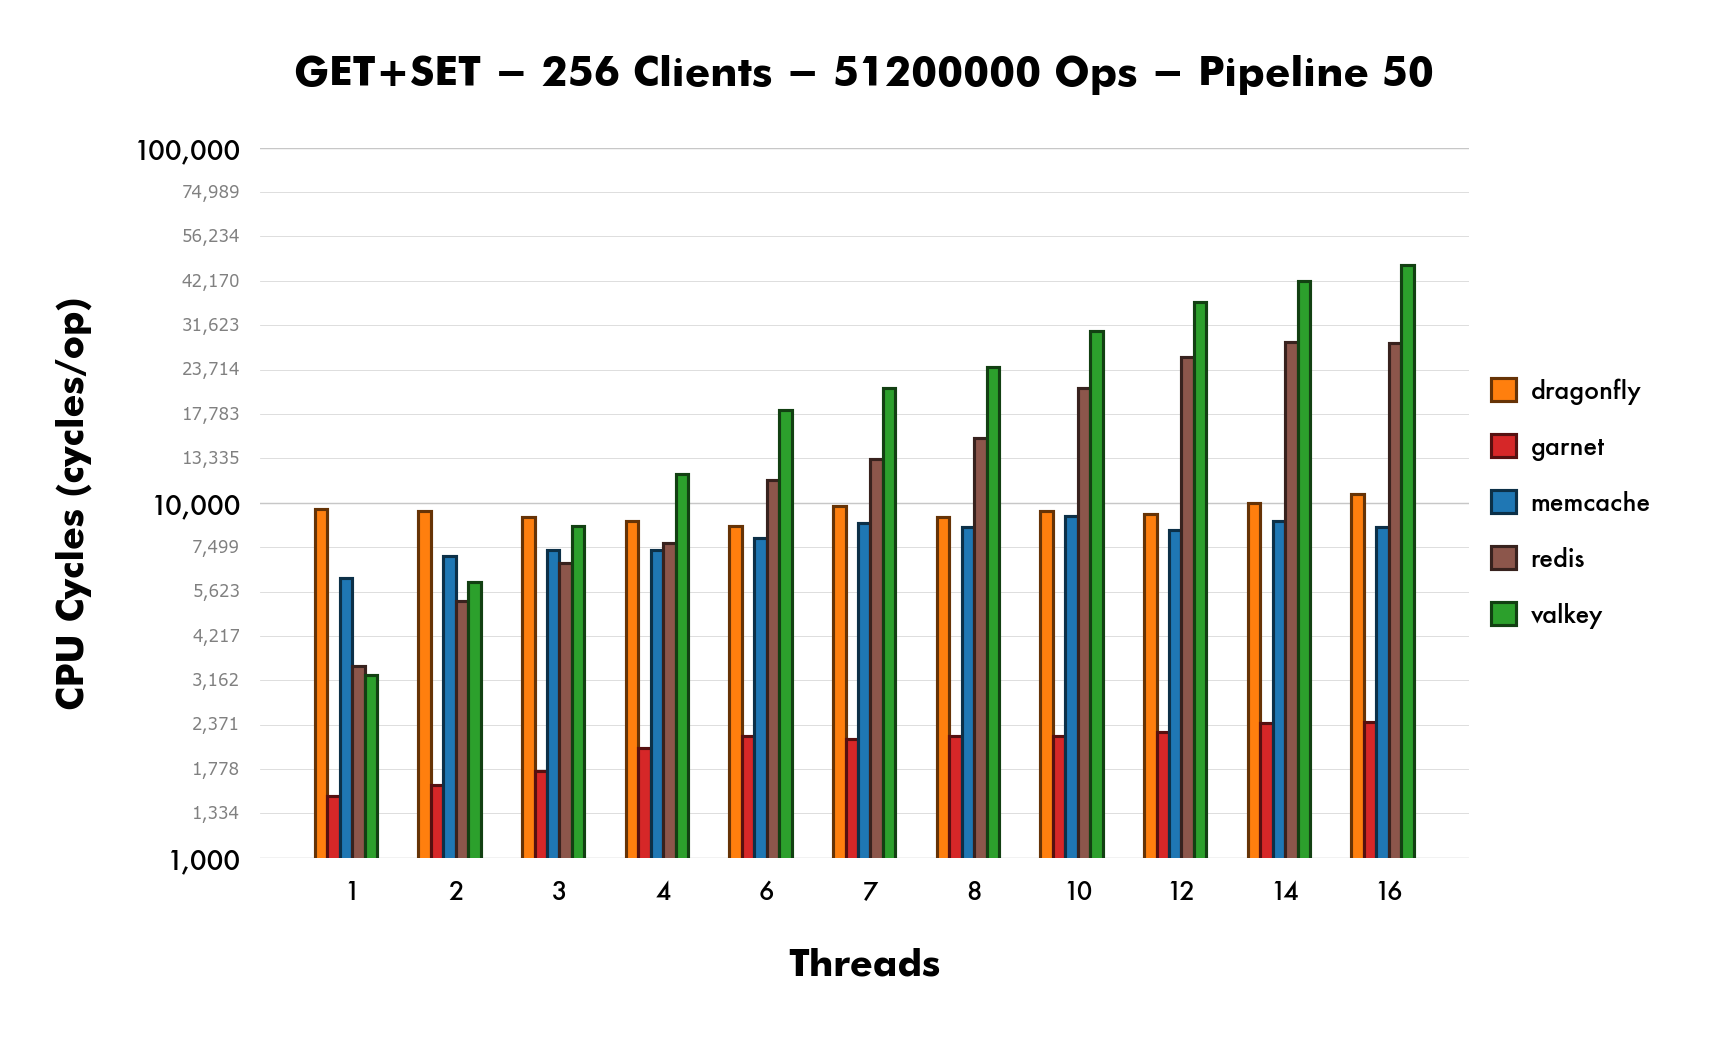 GET+SET – 256 Clients – 51200000 Ops – Pipeline 50
100,000
74,989
56,234
42,170
31,623
23,714
17,783
13,335
10,000
7,499
5,623
4,217
3,162
2,371
1,778
1,334
1,000
CPU Cycles (cycles/op)
1 2 3 4 6 7 8 10 12 14 16
Threads
dragonfly
garnet
memcache
redis
valkey